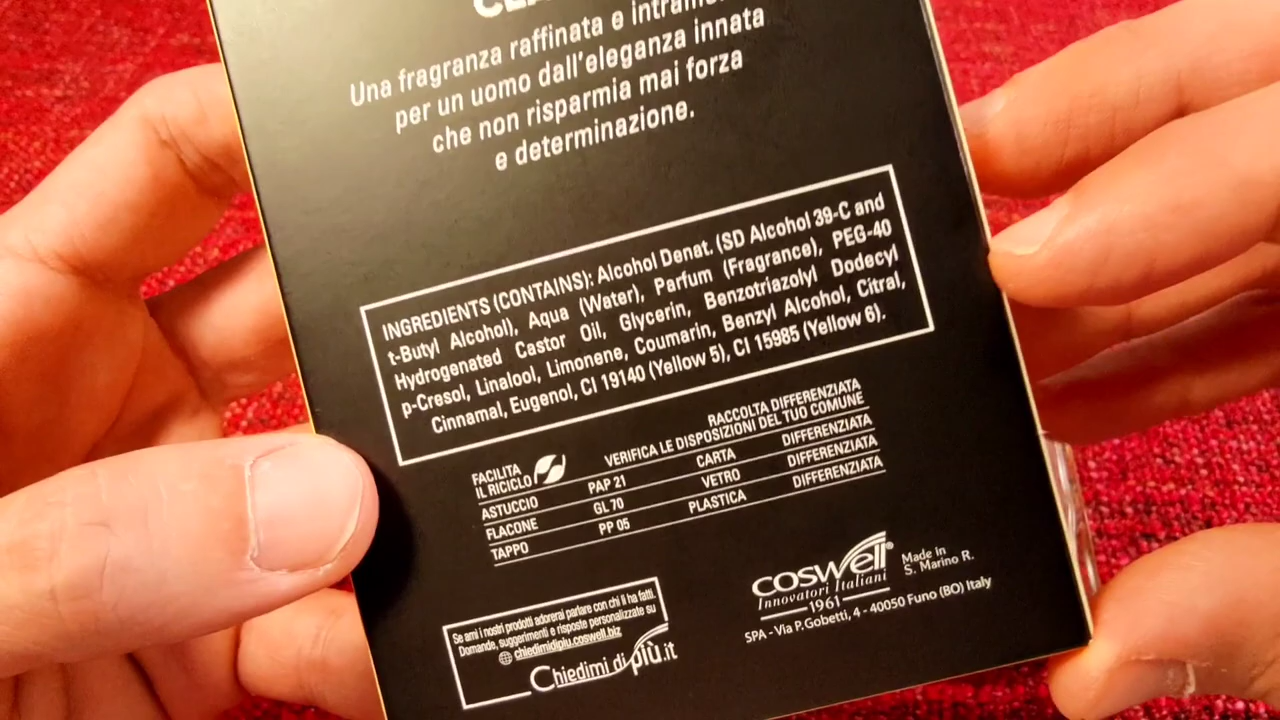 Una fragranza raffinata e
per un uomo dall'eleganza innata
che non risparmia mai forza
e determinazione.
INGREDIENTS (CONTAINS): Alcohol Denat. (SD Alcohol 39-C and
t-Butyl Alcohol), Aqua (Water), Parfum (Fragrance), PEG-40
Hydrogenated Castor Oil, Glycerin, Benzotriazolyl Dodecyl
p-Cresol, Linalool, Limonene, Coumarin, Benzyl Alcohol, Citral,
Cinnamal, Eugenol, CI 19140 (Yellow 5), CI 15985 (Yellow 6).
FACILITA
IL RICICLO
RACCOLTA DIFFERENZIATA
VERIFICA LE DISPOSIZIONI DEL TUO COMUNE
ASTUCCIO PAP 21 CARTA DIFFERENZIATA
FLACONE GL 70 VETRO DIFFERENZIATA
TAPPO PP 05 PLASTICA DIFFERENZIATA
Se ami i nostri prodotti adorerai parlare con chi li ha fatti.
Domande, suggerimenti e risposte personalizzate su
chiedimidipiu.coswell.biz
Chiedimi di più.it
coswell®
Innovatori Italiani
1961
Made in
S. Marino R.
SPA - Via P. Gobetti, 4 - 40050 Funo (BO) Italy